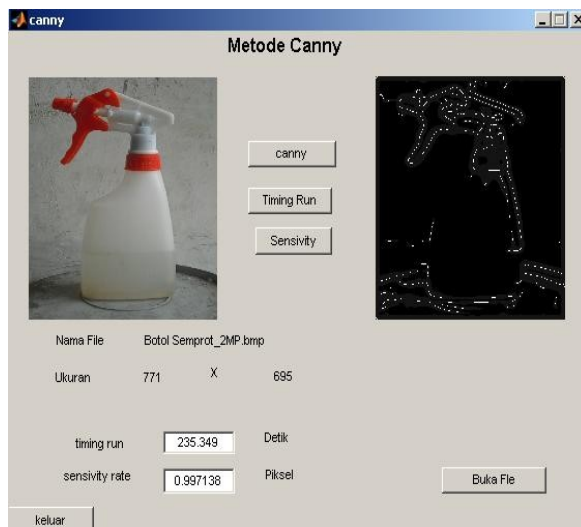 canny
Metode Canny
canny
Timing Run
Sensivity
Nama File Botol Semprot_2MP.bmp
Ukuran 771 X 695
timing run 235.349 Detik
sensivity rate 0.997138 Piksel
Buka Fle
keluar